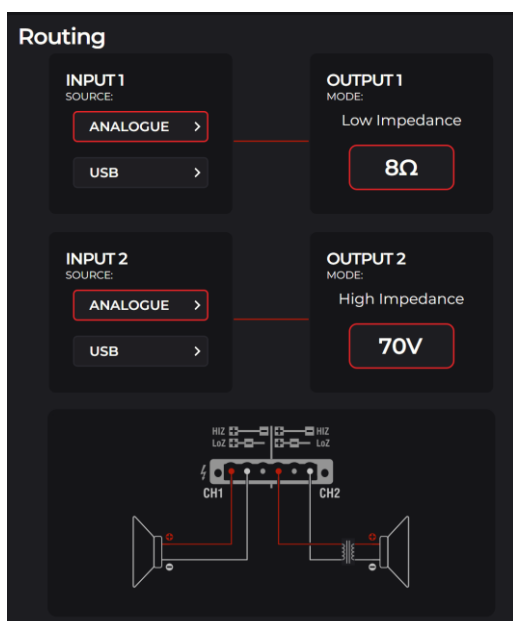 Routing
INPUT 1
SOURCE:
ANALOGUE >
USB >
OUTPUT 1
MODE:
Low Impedance
8Ω
INPUT 2
SOURCE:
ANALOGUE >
USB >
OUTPUT 2
MODE:
High Impedance
70V
HIZ + − + − HIZ
LoZ + − + − LoZ
CH1 CH2
+ +
− −